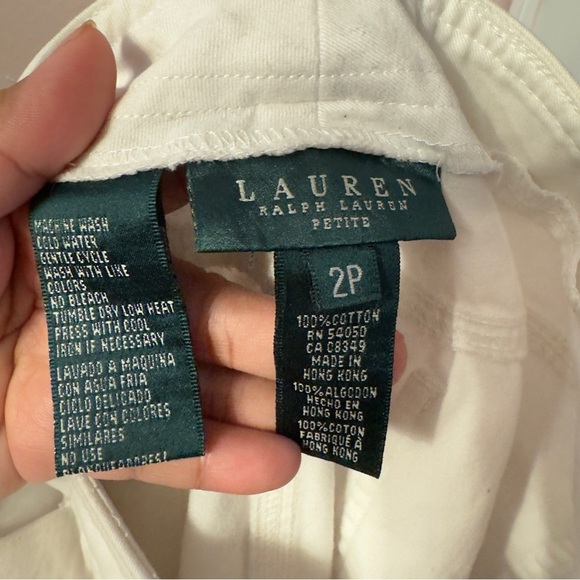 LAUREN
RALPH LAUREN
PETITE
2P
100% COTTON
RN 54050
CA 08349
MADE IN
HONG KONG
100% ALGODON
HECHO EN
HONG KONG
100% COTON
FABRIQUÉ À
HONG KONG
MACHINE WASH
COLD WATER
GENTLE CYCLE
WASH WITH LIKE
COLORS
NO BLEACH
TUMBLE DRY LOW HEAT
PRESS WITH COOL
IRON IF NECESSARY
LAVADO A MAQUINA
CON AGUA FRIA
CICLO DELICADO
LAVE CON COLORES
SIMILARES
NO USE
BLANQUEADORES!